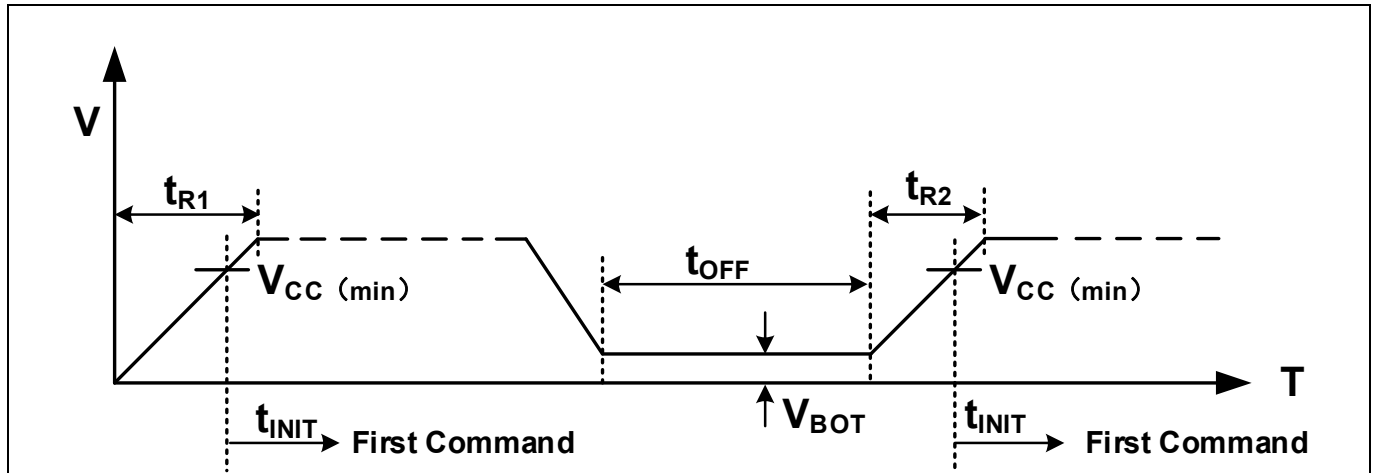 V
tR1
tR2
tOFF
VCC（min）
VCC（min）
T
VBOT
tINIT First Command
tINIT First Command